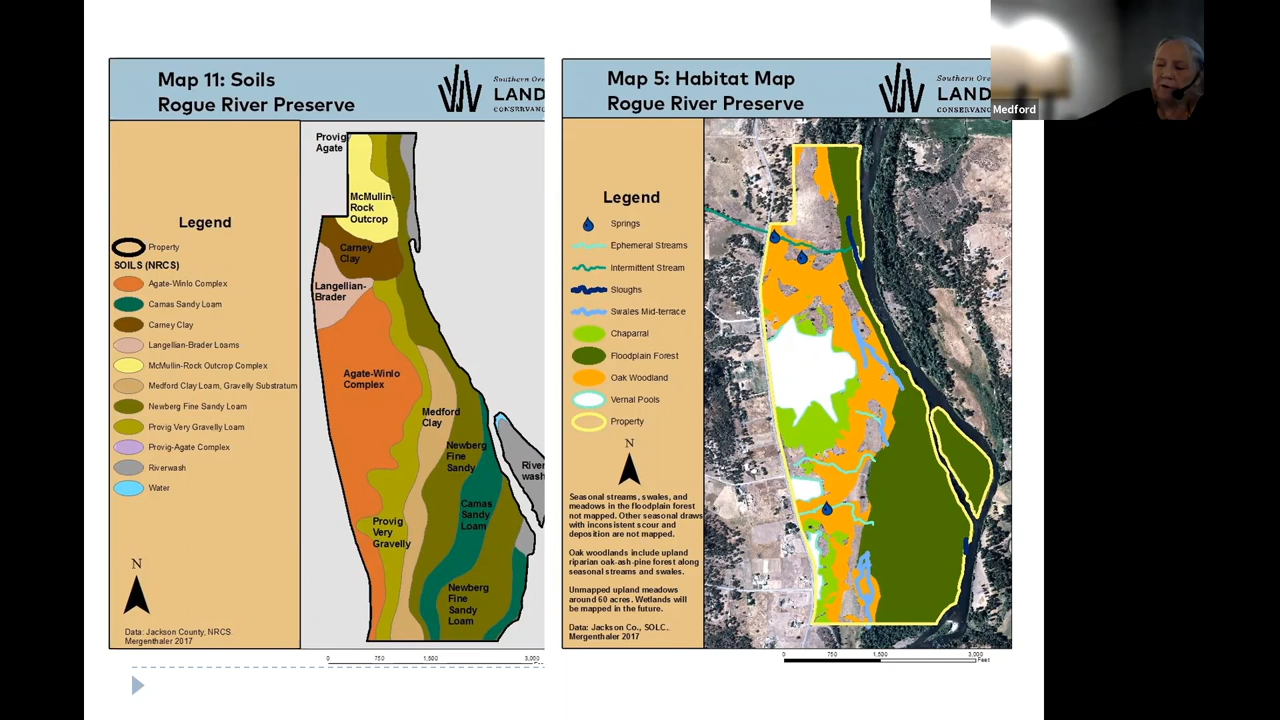 Map 11: Soils
Rogue River Preserve
Southern Ore
LAND
CONSERVANC
Legend
Property
SOILS (NRCS)
Agate-Winlo Complex
Camas Sandy Loam
Carney Clay
Langellian-Brader Loams
McMullin-Rock Outcrop Complex
Medford Clay Loam, Gravelly Substratum
Newberg Fine Sandy Loam
Provig Very Gravelly Loam
Provig-Agate Complex
Riverwash
Water
N
Data: Jackson County, NRCS
Mergenthaler 2017
Provig
Agate
McMullin-
Rock
Outcrop
Carney
Clay
Langellian-
Brader
Agate-Winlo
Complex
Medford
Clay
Newberg
Fine
Sandy
River
wash
Camas
Sandy
Loam
Provig
Very
Gravelly
Newberg
Fine
Sandy
Loam
0 750 1,500 3,000
Map 5: Habitat Map
Rogue River Preserve
Southern Ore
LAND
CONSERVANC
Legend
Springs
Ephemeral Streams
Intermittent Stream
Sloughs
Swales Mid-terrace
Chaparral
Floodplain Forest
Oak Woodland
Vernal Pools
Property
N
Seasonal streams, swales, and
meadows in the floodplain forest
not mapped. Other seasonal draws
with inconsistent scour and
deposition are not mapped.
Oak woodlands include upland
riparian oak-ash-pine forest along
seasonal streams and swales.
Unmapped upland meadows
around 60 acres. Wetlands will
be mapped in the future.
Data: Jackson Co., SOLC.
Mergenthaler 2017
0 750 1,500 3,000
Feet
Medford